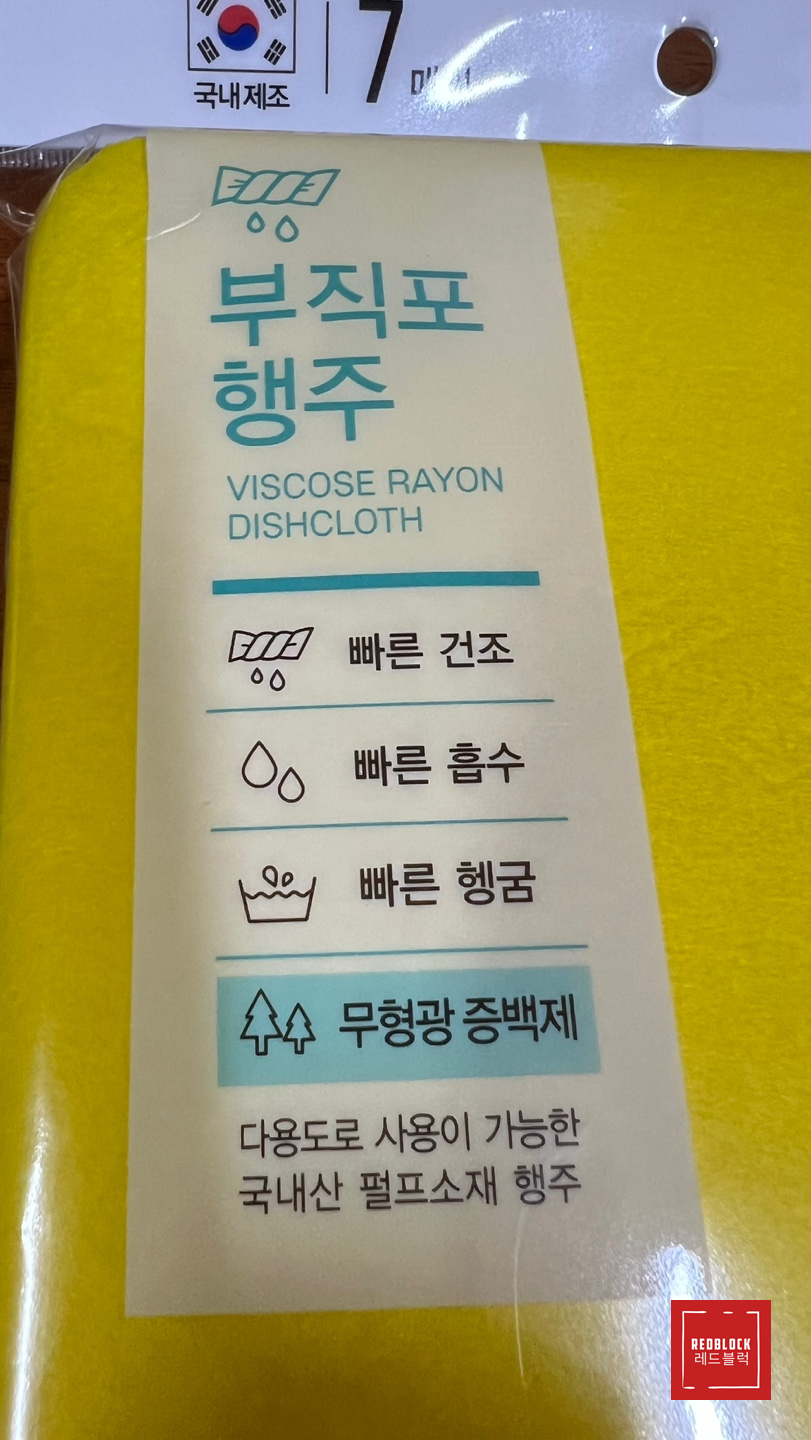 국내제조
7
부직포
행주
VISCOSE RAYON
DISHCLOTH
빠른 건조
빠른 흡수
빠른 헹굼
무형광 증백제
다용도로 사용이 가능한
국내산 펄프소재 행주
REDBLOCK
레드블럭